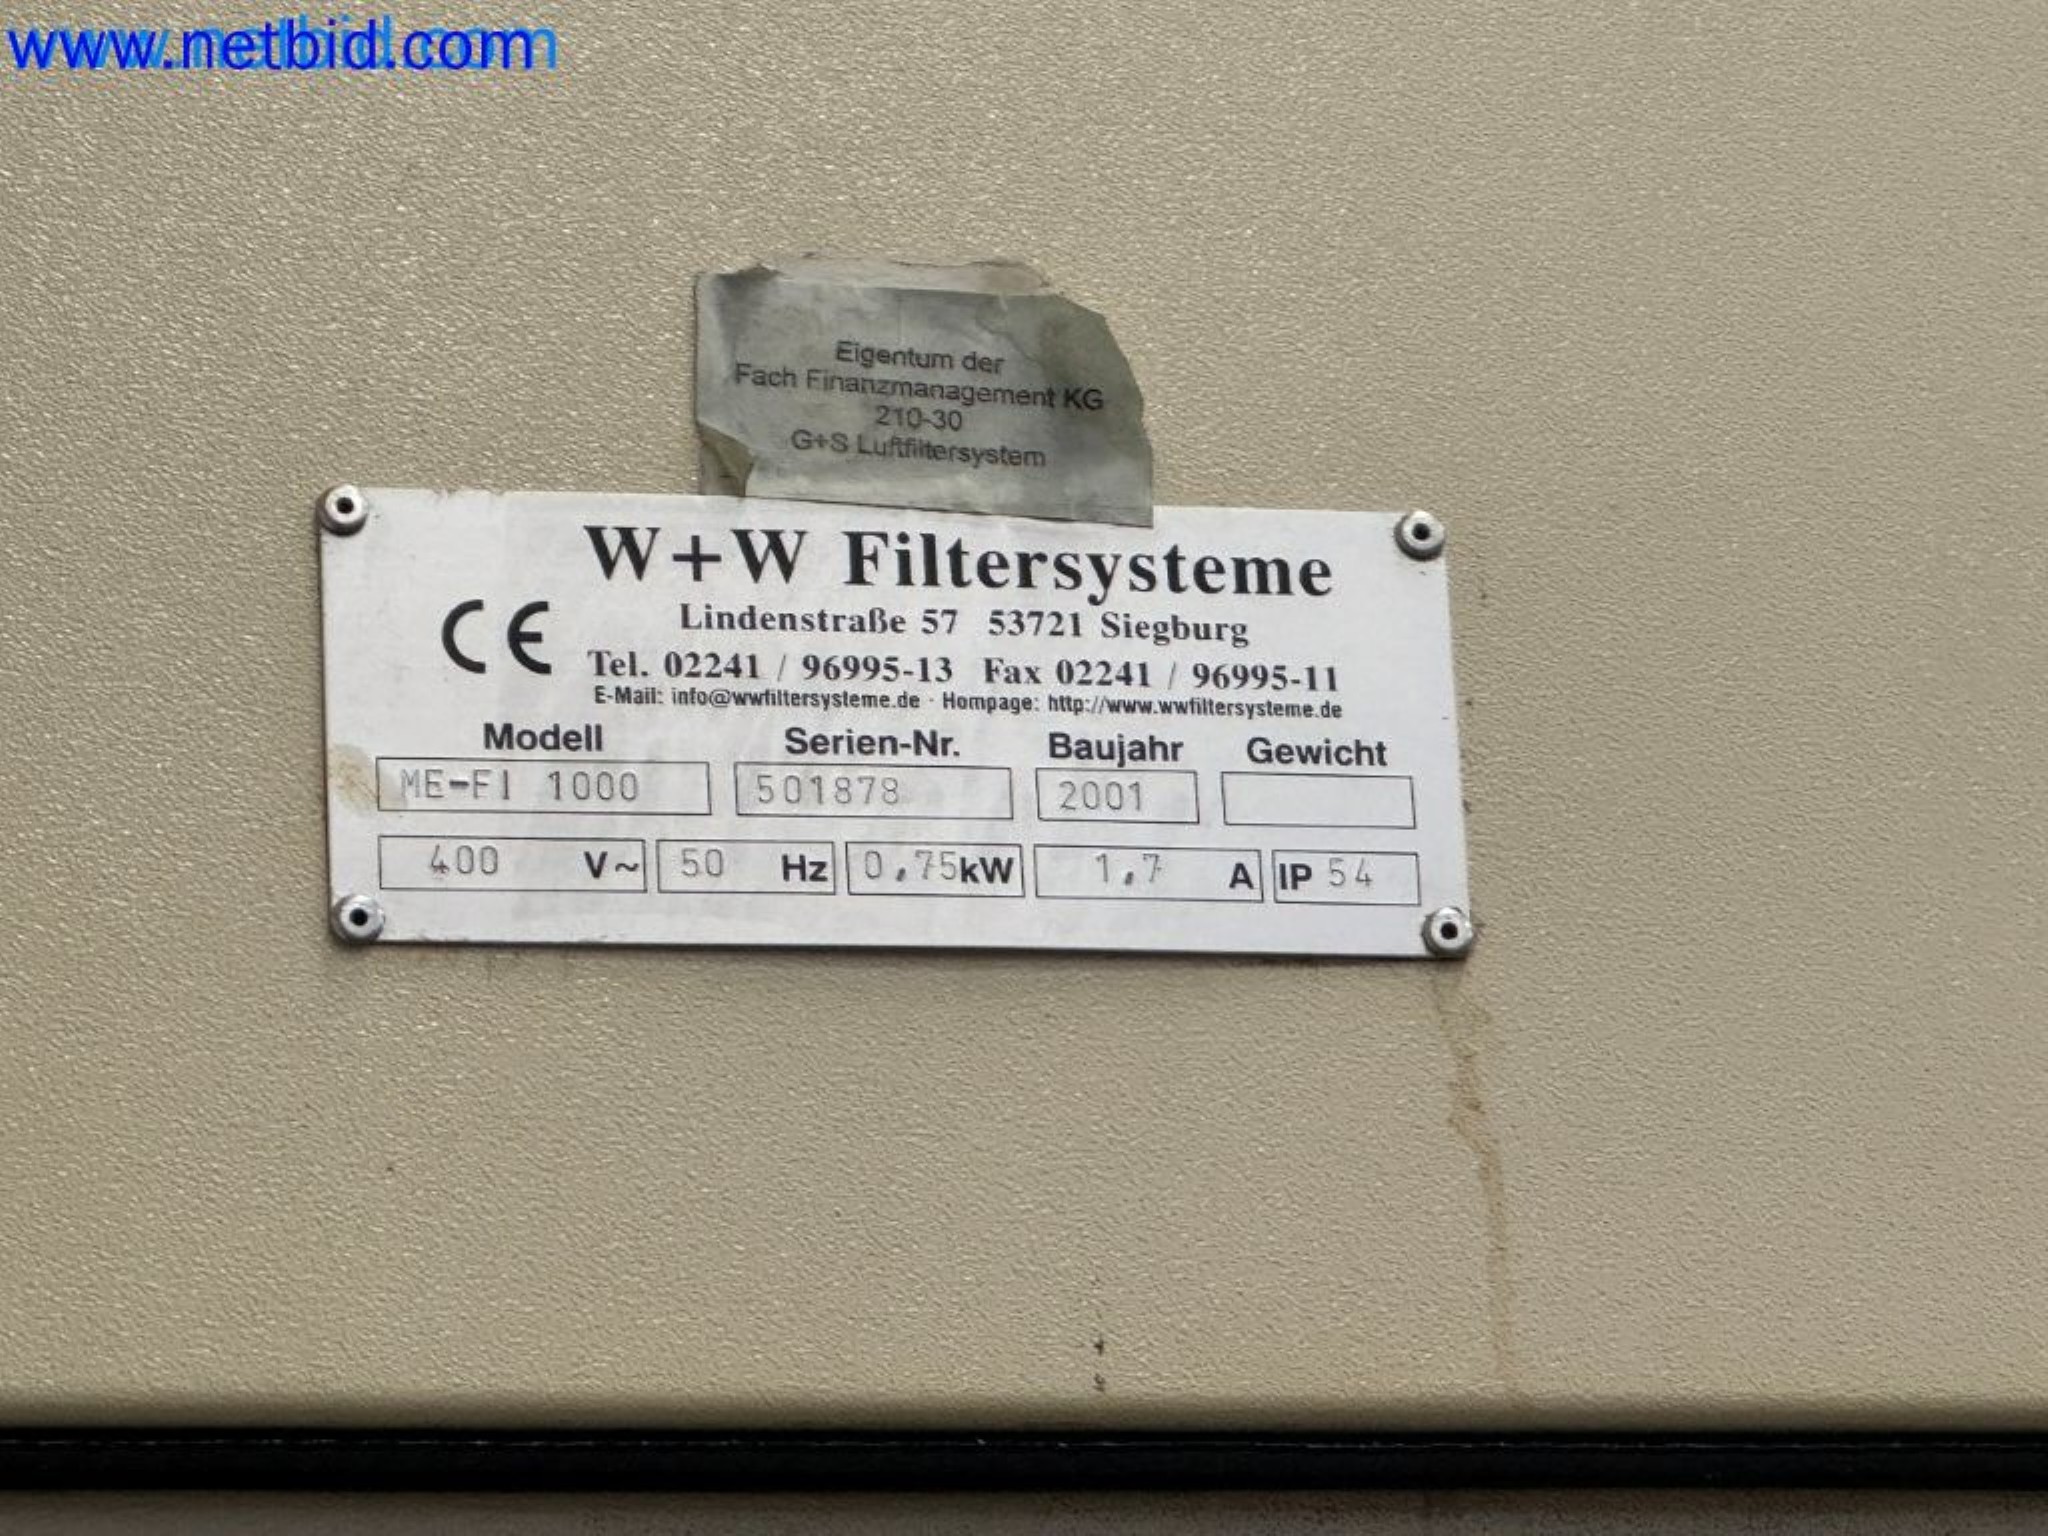 www.netbid.com
Eigentum der
Fach Finanzmanagement KG
210-30
G+S Luftfiltersystem
W+W Filtersysteme
CE
Lindenstraße 57 53721 Siegburg
Tel. 02241 / 96995-13 Fax 02241 / 96995-11
E-Mail: info@wwfiltersysteme.de · Hompage: http://www.wwfiltersysteme.de
Modell Serien-Nr. Baujahr Gewicht
ME-FI 1000 501878 2001
400 V~ 50 Hz 0,75kW 1,7 A IP 54